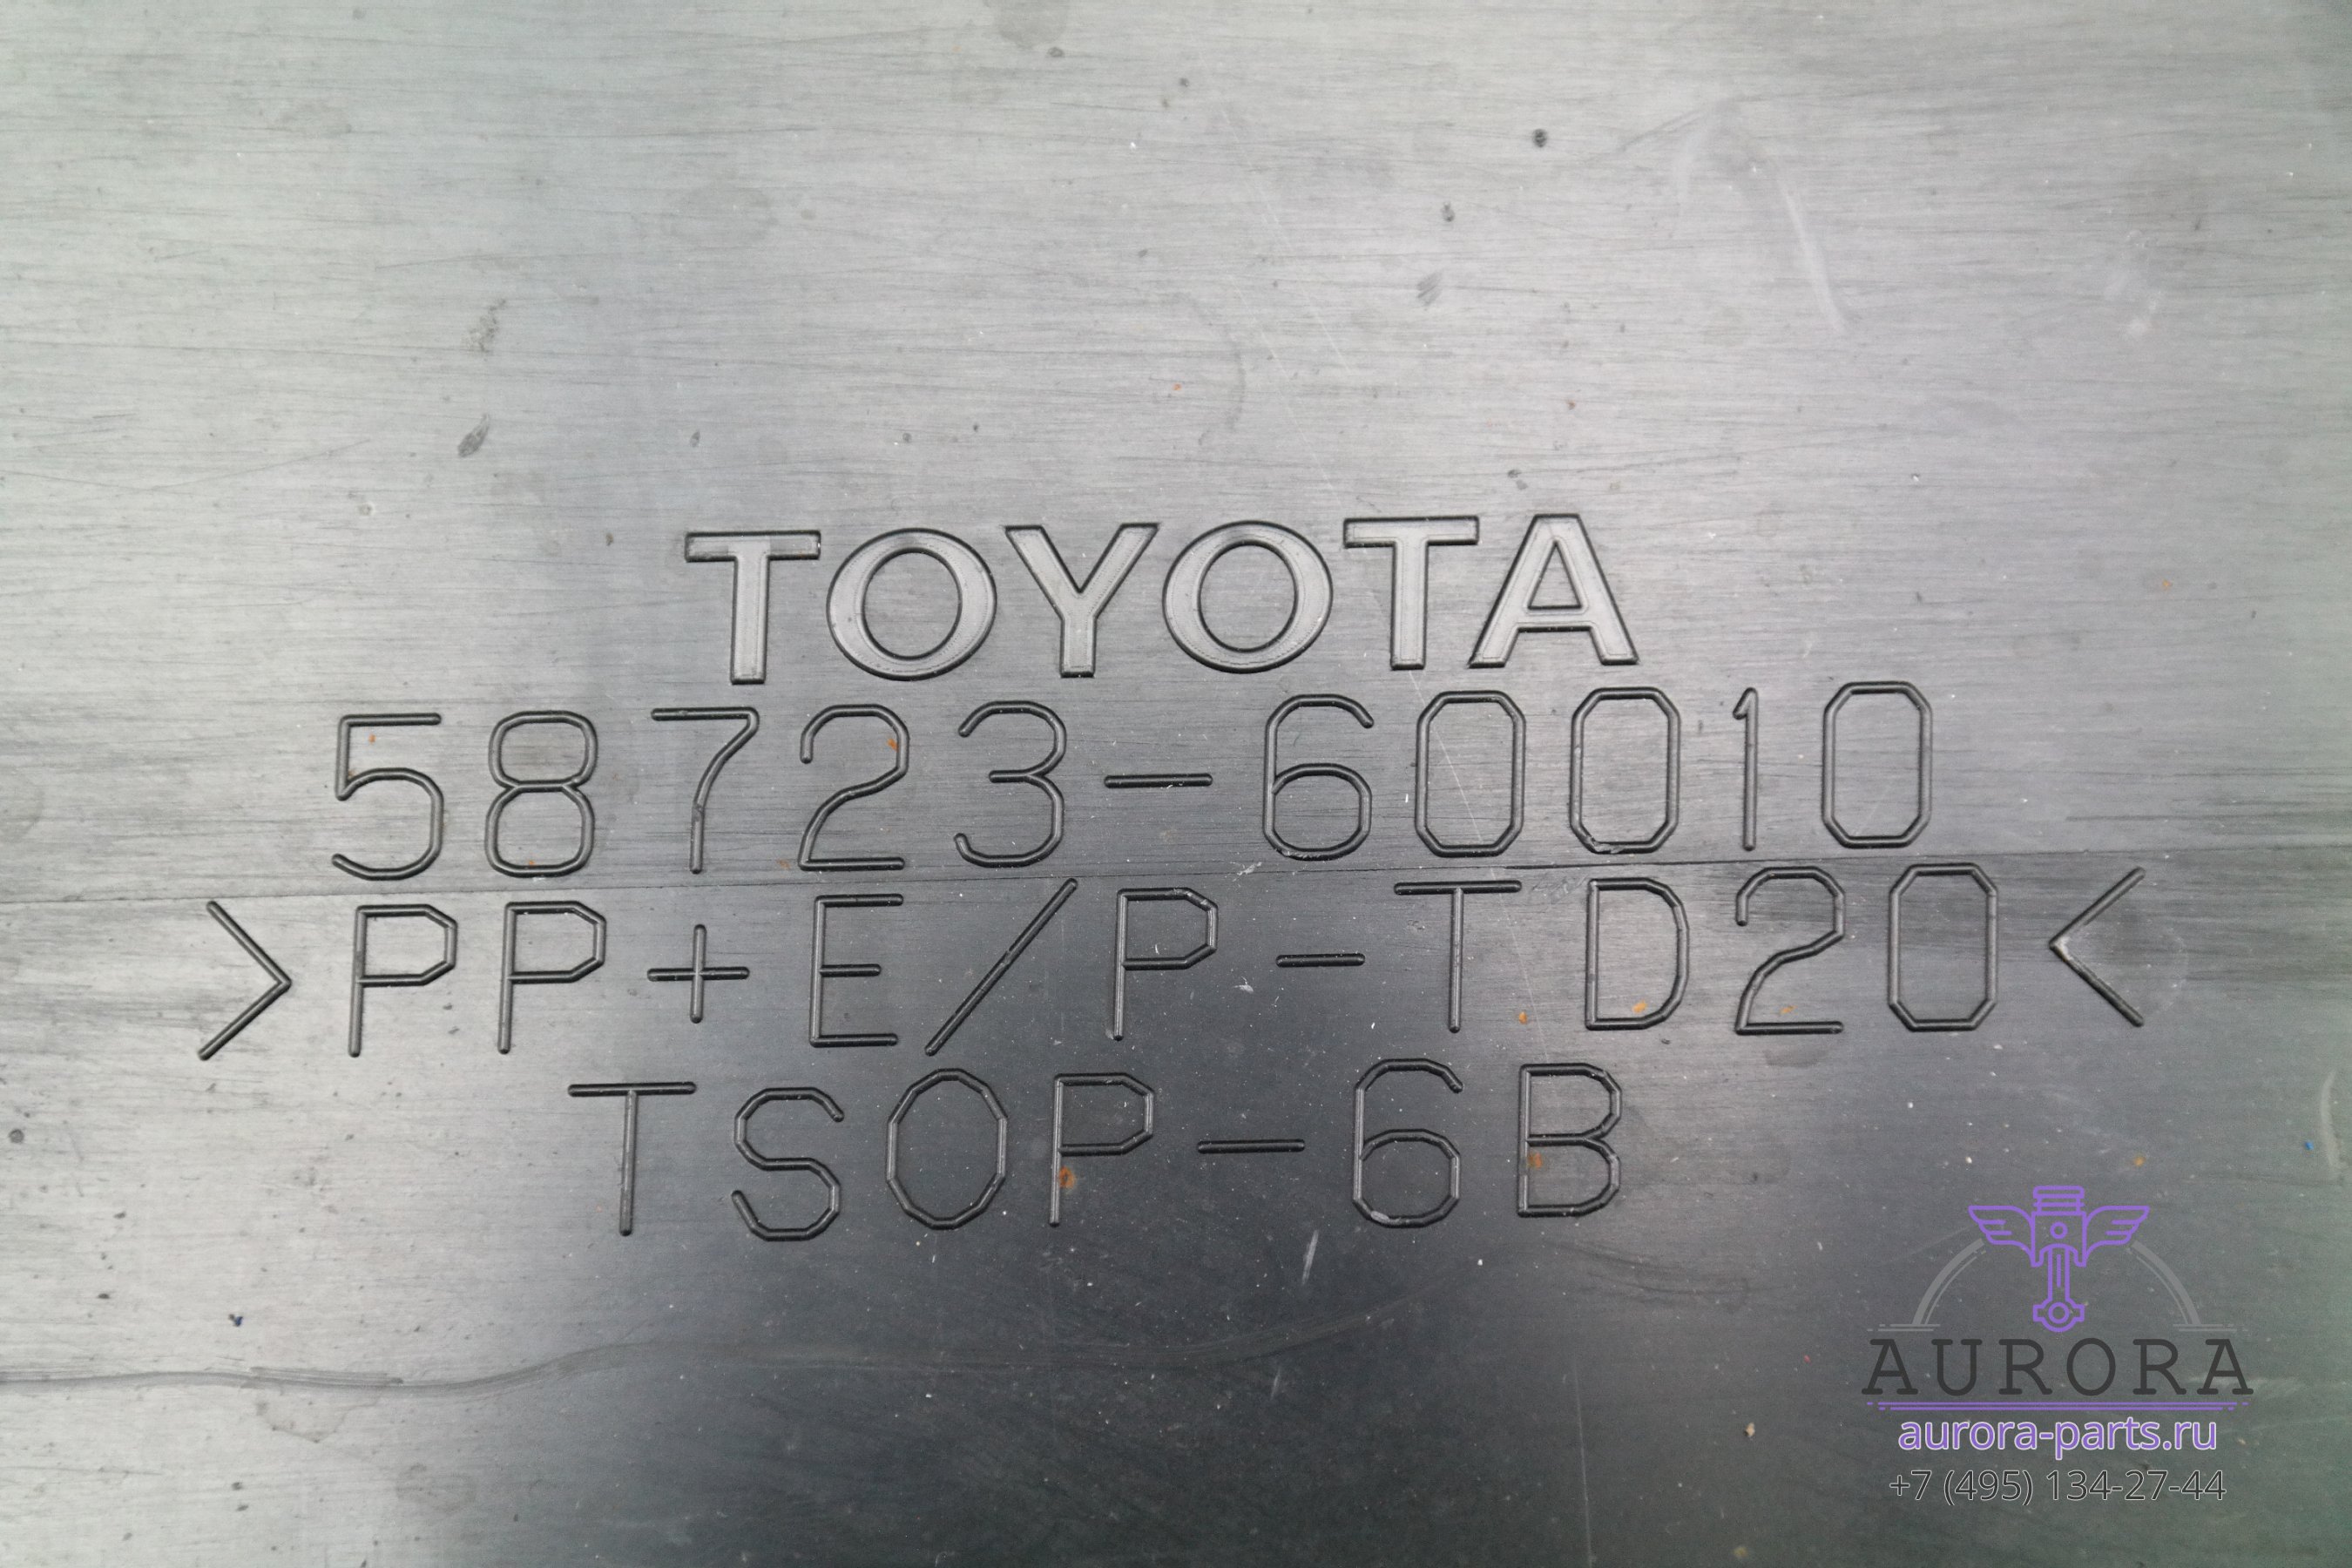 TOYOTA
58723-60010
>PP+E/P-TD20<
TSOP-6B
AURORA
aurora-parts.ru
+7 (495) 134-27-44